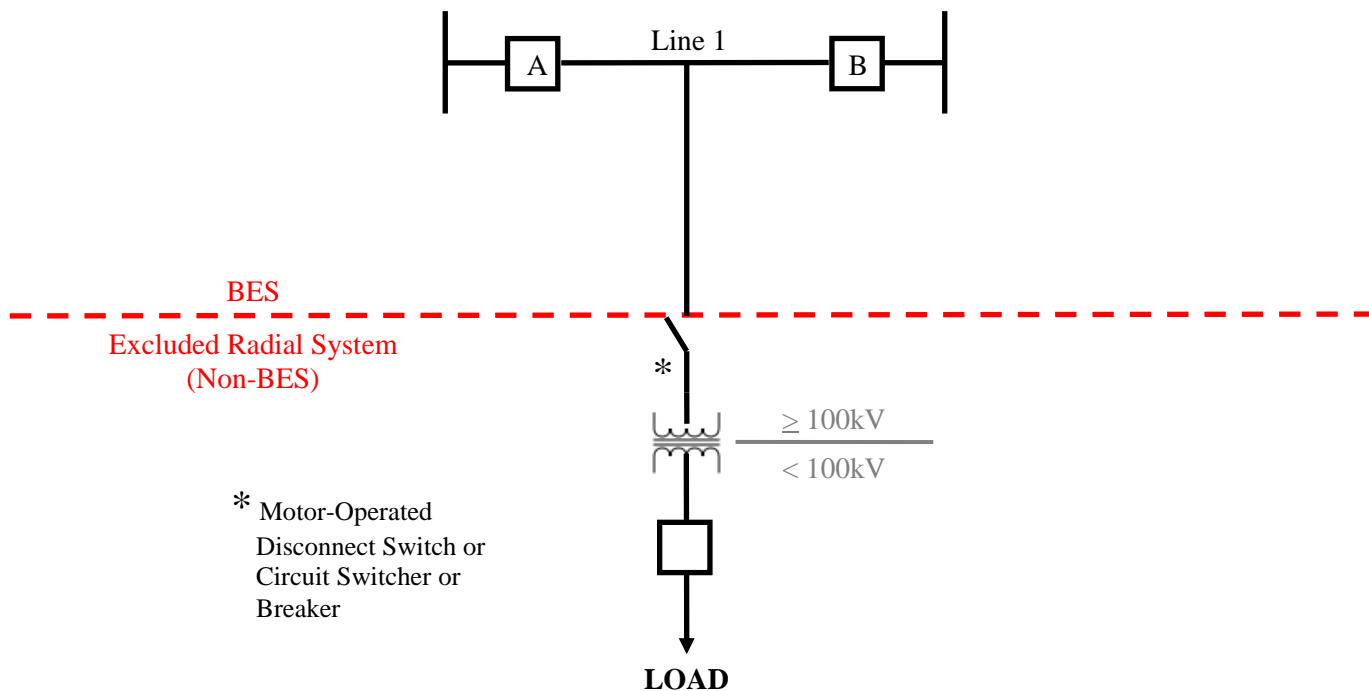 Line 1
A
B
BES
Excluded Radial System
(Non-BES)
*
≥ 100kV
< 100kV
* Motor-Operated
Disconnect Switch or
Circuit Switcher or
Breaker
LOAD